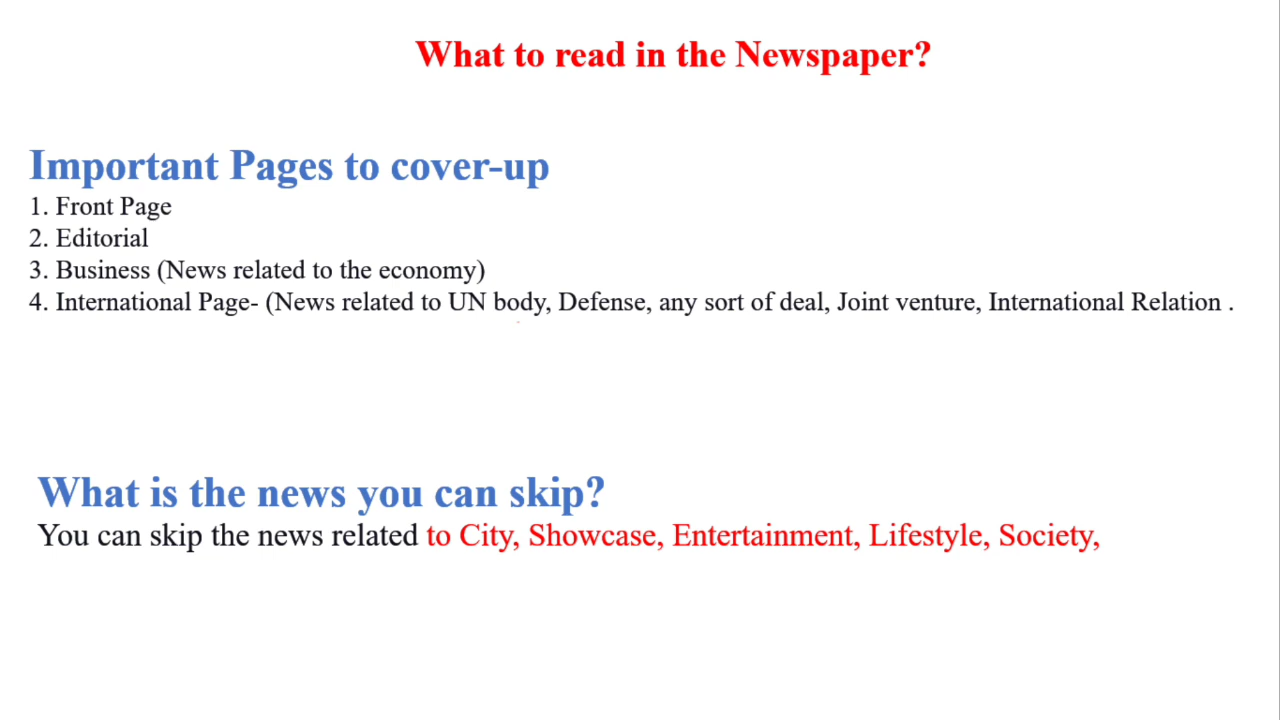 What to read in the Newspaper?
Important Pages to cover-up
1. Front Page
2. Editorial
3. Business (News related to the economy)
4. International Page- (News related to UN body, Defense, any sort of deal, Joint venture, International Relation .
What is the news you can skip?
You can skip the news related to City, Showcase, Entertainment, Lifestyle, Society,